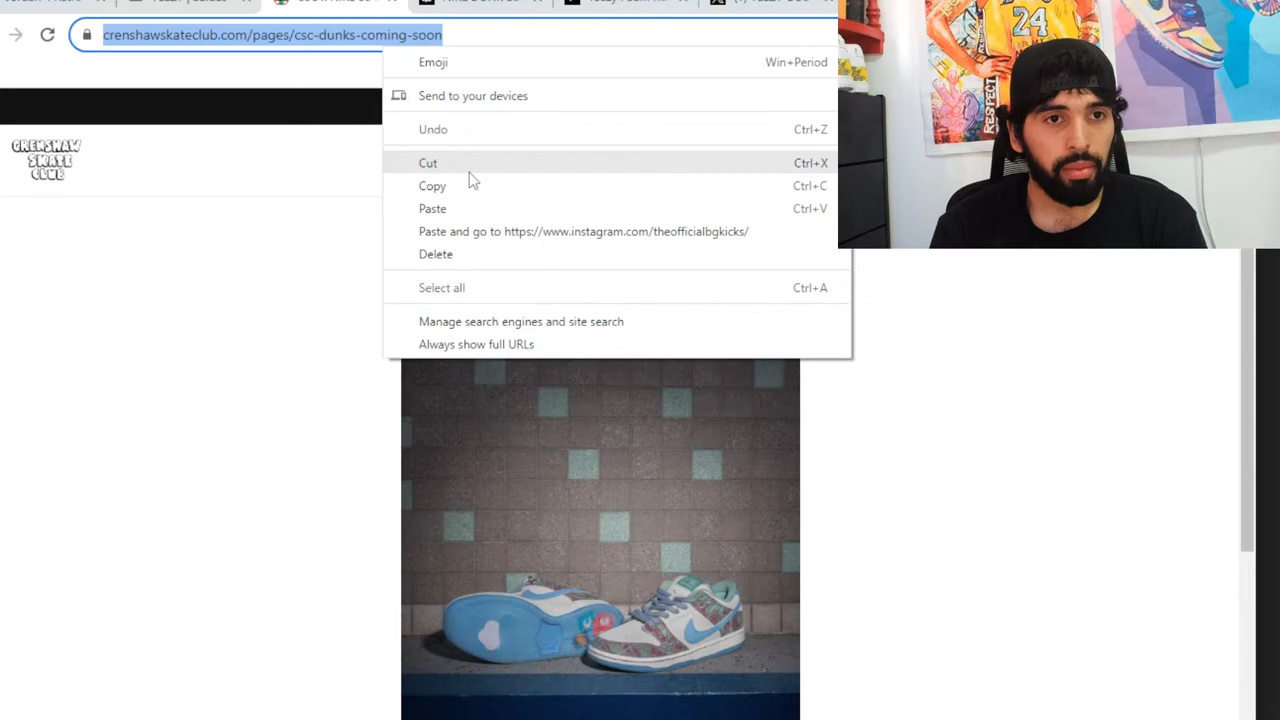 crenshawskateclub.com/pages/csc-dunks-coming-soon
Emoji Win+Period
Send to your devices
Undo Ctrl+Z
Cut Ctrl+X
Copy Ctrl+C
Paste Ctrl+V
Paste and go to https://www.instagram.com/theofficialbgkicks/
Delete
Select all Ctrl+A
Manage search engines and site search
Always show full URLs
CRENSHAW
SKATE
CLUB
24
RESPECT